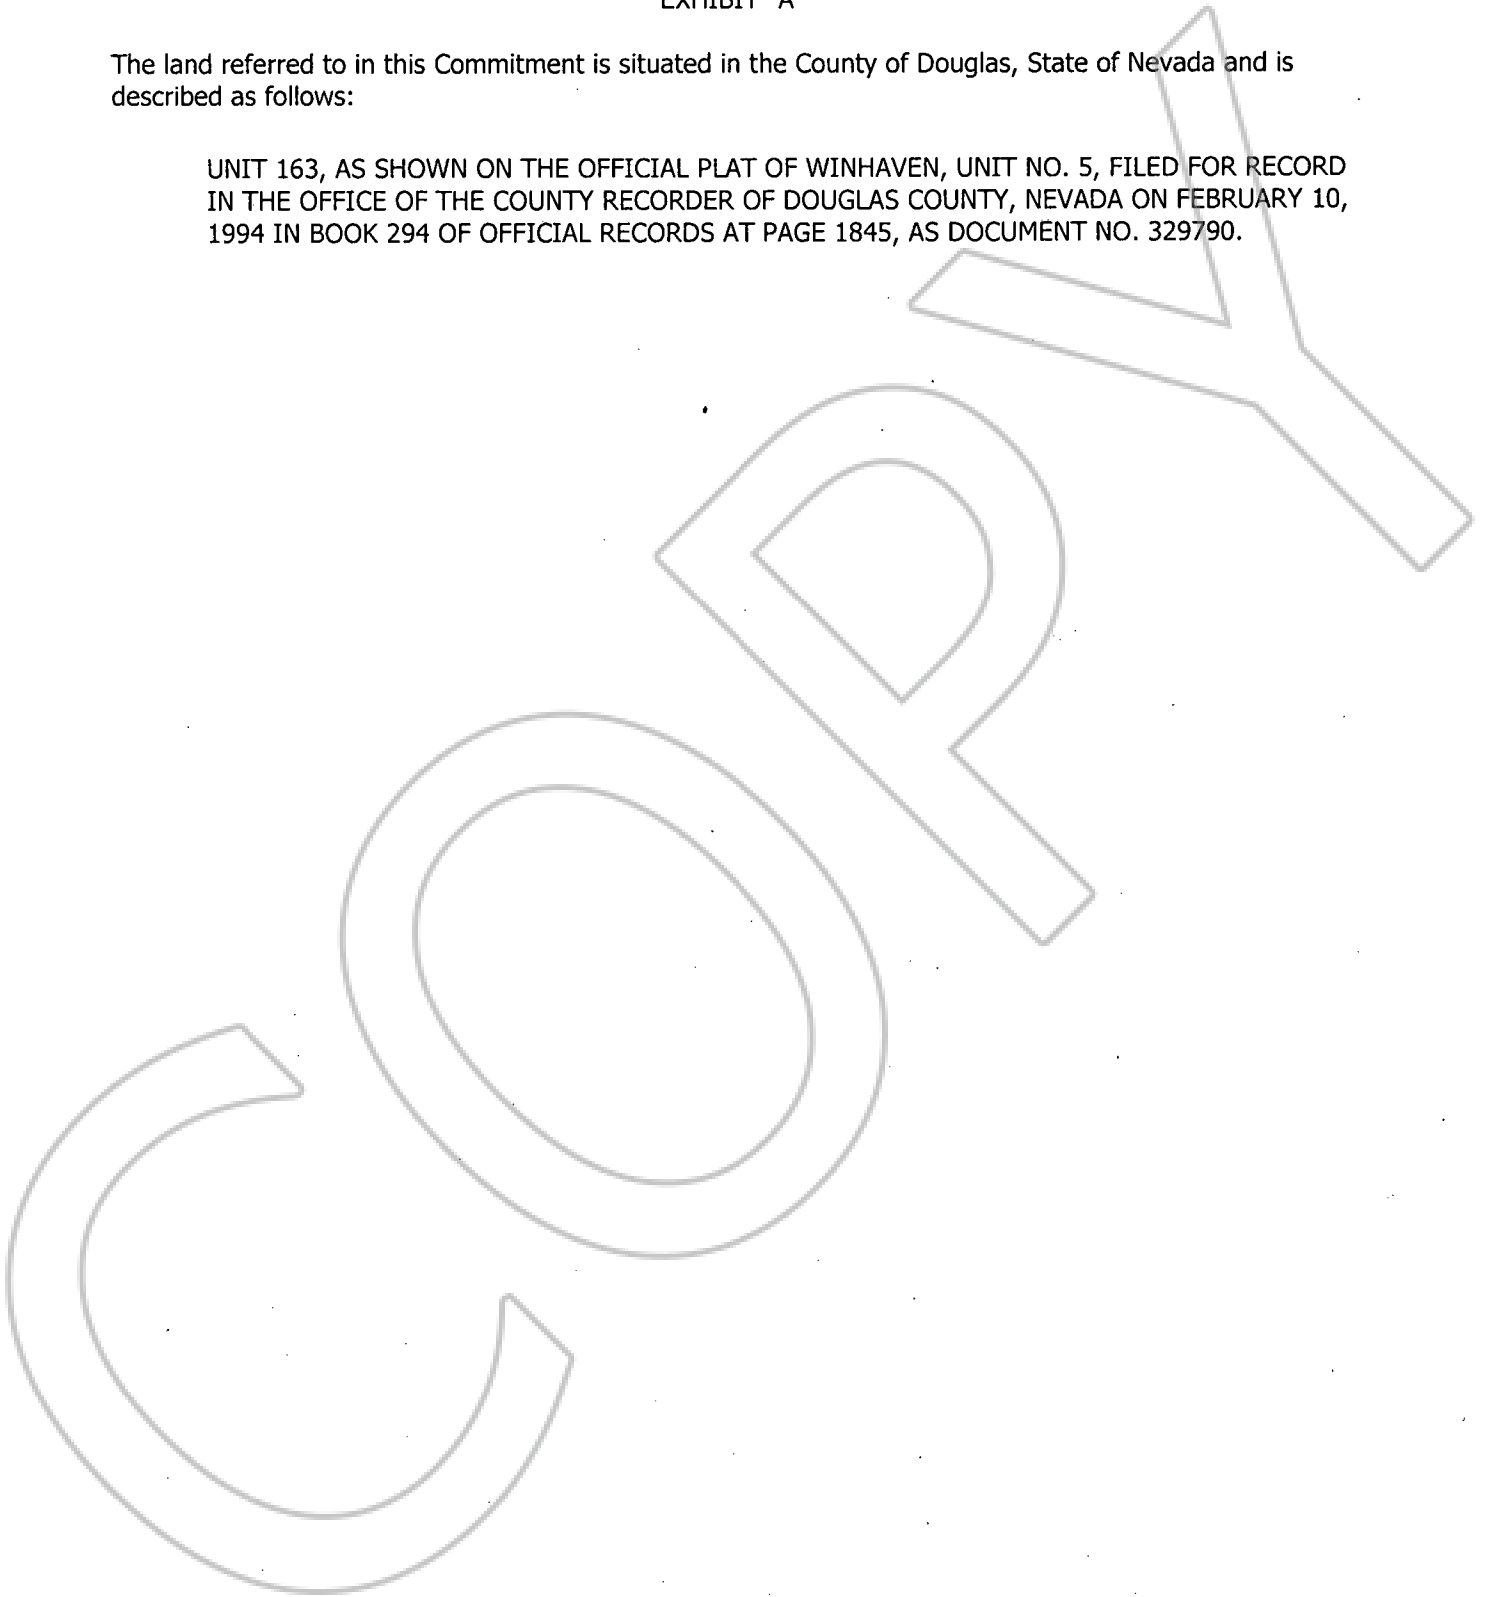 EXHIBIT "A"
The land referred to in this Commitment is situated in the County of Douglas, State of Nevada and is
described as follows:
UNIT 163, AS SHOWN ON THE OFFICIAL PLAT OF WINHAVEN, UNIT NO. 5, FILED FOR RECORD
IN THE OFFICE OF THE COUNTY RECORDER OF DOUGLAS COUNTY, NEVADA ON FEBRUARY 10,
1994 IN BOOK 294 OF OFFICIAL RECORDS AT PAGE 1845, AS DOCUMENT NO. 329790.
COPY